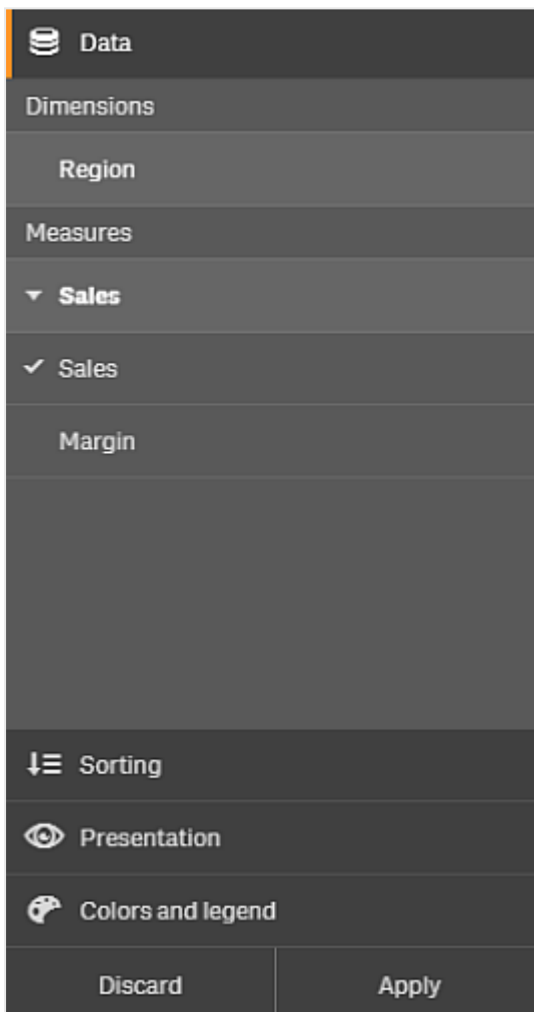 Data
Dimensions
Region
Measures
Sales
Sales
Margin
Sorting
Presentation
Colors and legend
Discard Apply